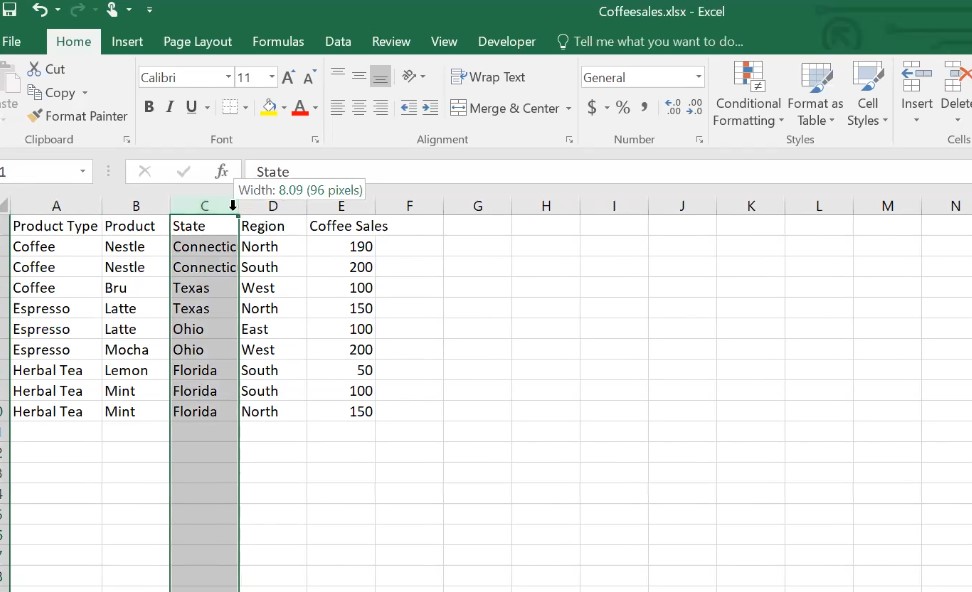 Coffeesales.xlsx - Excel
File Home Insert Page Layout Formulas Data Review View Developer Tell me what you want to do...
Cut
Copy
Format Painter
Clipboard
Calibri 11 A A
B I U A
Font
Wrap Text
Merge & Center
Alignment
General
$ % , .0 .00 .00 .0
Number
Conditional Formatting
Format as Table
Cell Styles
Styles
Insert
Cells
fx State
Width: 8.09 (96 pixels)
A B C D E F G H I J K L M N
Product Type Product State Region Coffee Sales
Coffee Nestle Connectic North 190
Coffee Nestle Connectic South 200
Coffee Bru Texas West 100
Espresso Latte Texas North 150
Espresso Latte Ohio East 100
Espresso Mocha Ohio West 200
Herbal Tea Lemon Florida South 50
Herbal Tea Mint Florida South 100
Herbal Tea Mint Florida North 150